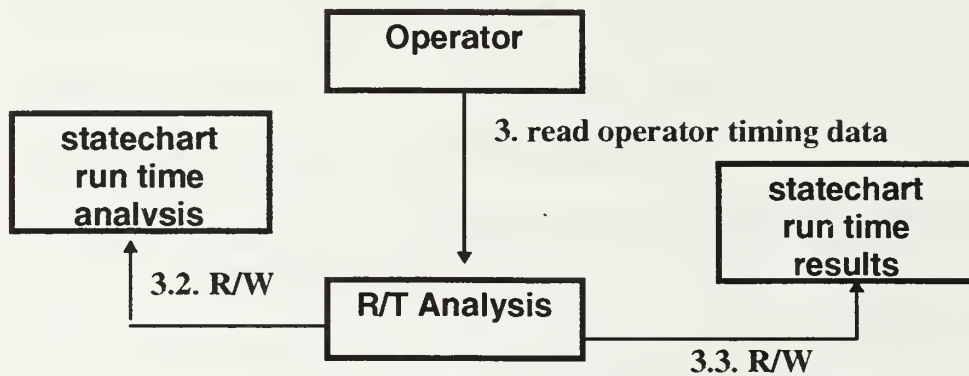 Operator
3. read operator timing data
statechart
run time
analysis
statechart
run time
results
3.2. R/W
R/T Analysis
3.3. R/W